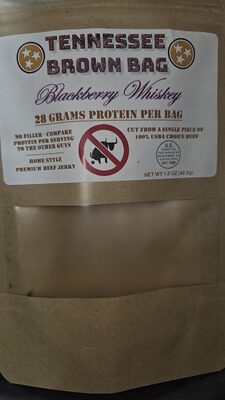 TENNESSEE
BROWN BAG
Blackberry Whiskey
28 GRAMS PROTEIN PER BAG
NO FILLER - COMPARE
PROTEIN PER SERVING
TO THE OTHER GUYS
HOME STYLE
PREMIUM BEEF JERKY
CUT FROM A SINGLE PIECE OF
100% USDA CHOICE BEEF
U.S.
NET WT 1.5 OZ (42.5g)